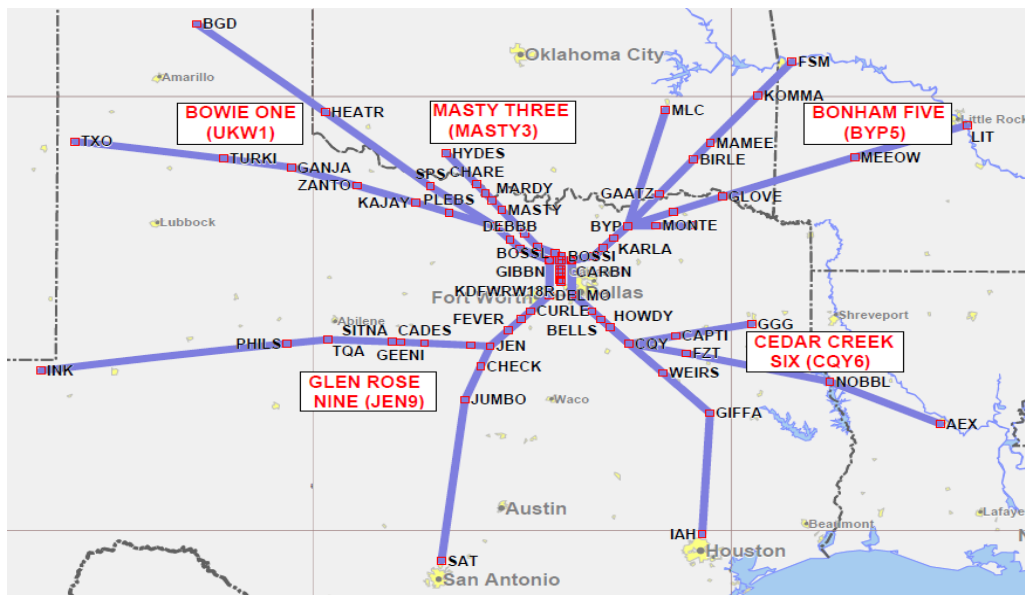 BGD
Oklahoma City
FSM
Amarillo
KOMMA
HEATR
BOWIE ONE
(UKW1)
MASTY THREE
(MASTY3)
MLC
BONHAM FIVE
(BYP5)
Little Rock
LIT
TXO
TURKI
HYDES
MAMEE
BIRLE
MEEOW
GANJA
CHARE
ZANTO
SPS
MARDY
GAATZ
GLOVE
KAJAY
PLEBS
MASTY
Lubbock
DEBBB
BYP
MONTE
BOSSL
BOSSI
KARLA
GIBBN
CARBN
KDFWRW18R
DELMO
Fort Worth
Dallas
Abilene
FEVER
CURLE
HOWDY
BELLS
Shreveport
SITNA
CADES
GGG
PHILS
TQA
GEENI
JEN
CQY
CAPTI
FZT
CEDAR CREEK
SIX (CQY6)
INK
CHECK
WEIRS
NOBBL
GLEN ROSE
NINE (JEN9)
JUMBO
Waco
GIFFA
AEX
Austin
IAH
Beaumont
Lafaye
N
Houston
SAT
San Antonio